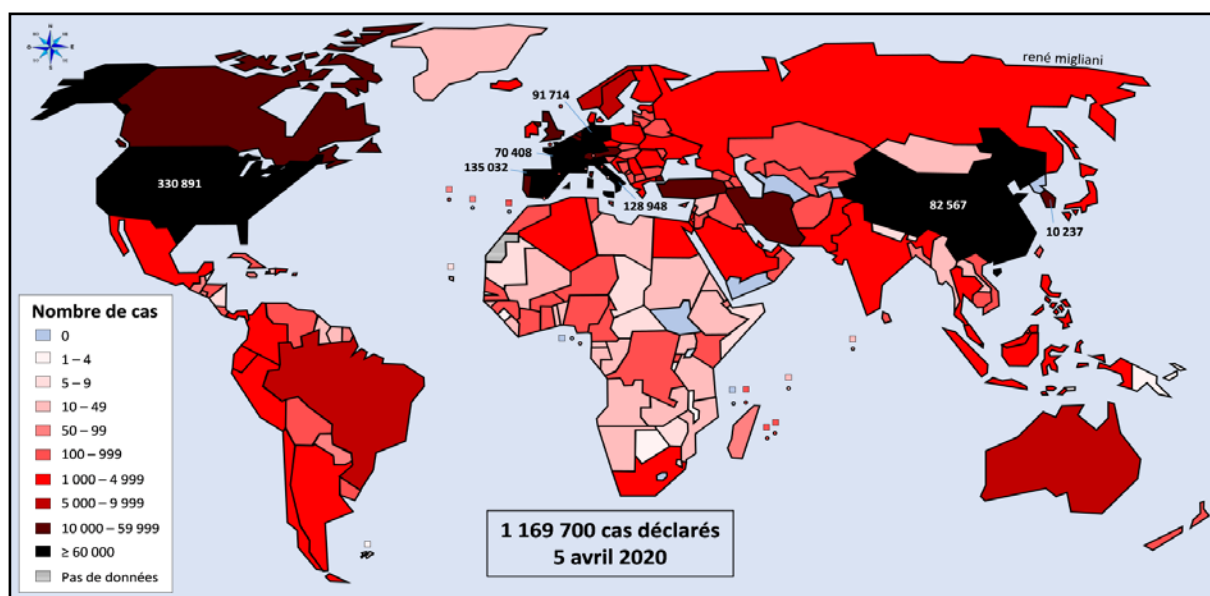 rené migliani
91 714
70 408
135 032
330 891
128 948
82 567
10 237
Nombre de cas
0
1 – 4
5 – 9
10 – 49
50 – 99
100 – 999
1 000 – 4 999
5 000 – 9 999
10 000 – 59 999
≥ 60 000
Pas de données
1 169 700 cas déclarés
5 avril 2020